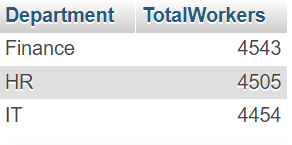 Department TotalWorkers
Finance 4543
HR 4505
IT 4454